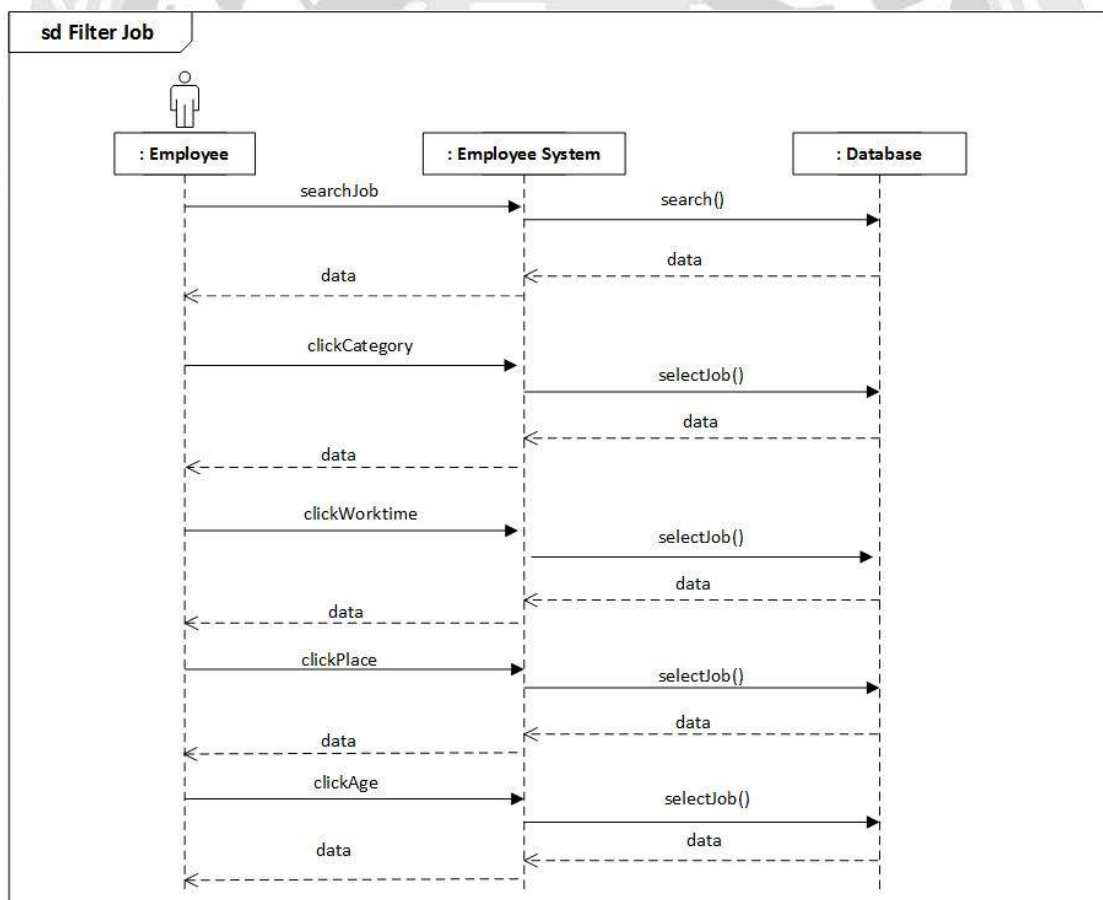 sd Filter Job
: Employee
: Employee System
: Database
searchJob
search()
data
data
clickCategory
selectJob()
data
data
clickWorktime
selectJob()
data
data
clickPlace
selectJob()
data
data
clickAge
selectJob()
data
data